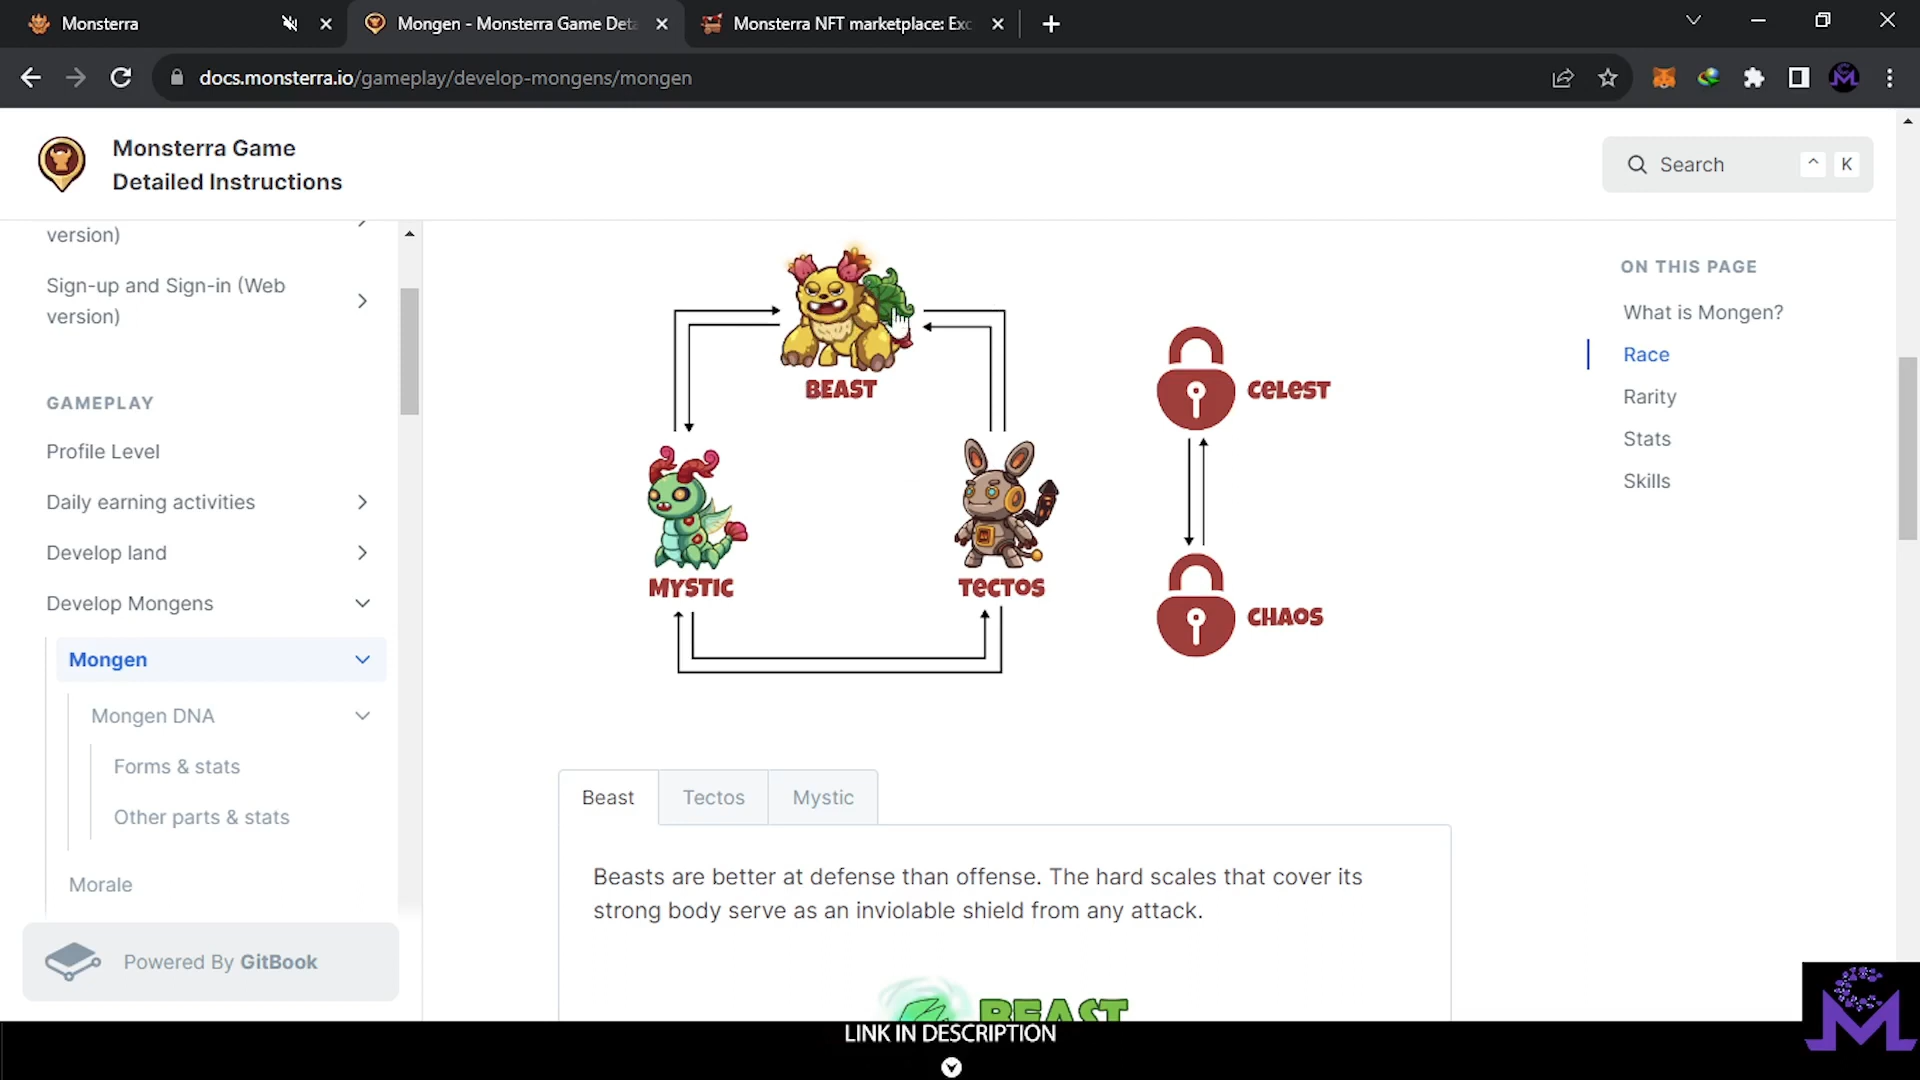 Monsterra
Mongen - Monsterra Game Deta
Monsterra NFT marketplace: Exc
docs.monsterra.io/gameplay/develop-mongens/mongen
Monsterra Game
Detailed Instructions
Search
^ K
version)
Sign-up and Sign-in (Web
version)
GAMEPLAY
Profile Level
Daily earning activities
Develop land
Develop Mongens
Mongen
Mongen DNA
Forms & stats
Other parts & stats
Morale
Powered By GitBook
BEAST
MYSTIC
TECTOS
CELEST
CHAOS
Beast
Tectos
Mystic
Beasts are better at defense than offense. The hard scales that cover its
strong body serve as an inviolable shield from any attack.
BEAST
ON THIS PAGE
What is Mongen?
Race
Rarity
Stats
Skills
LINK IN DESCRIPTION